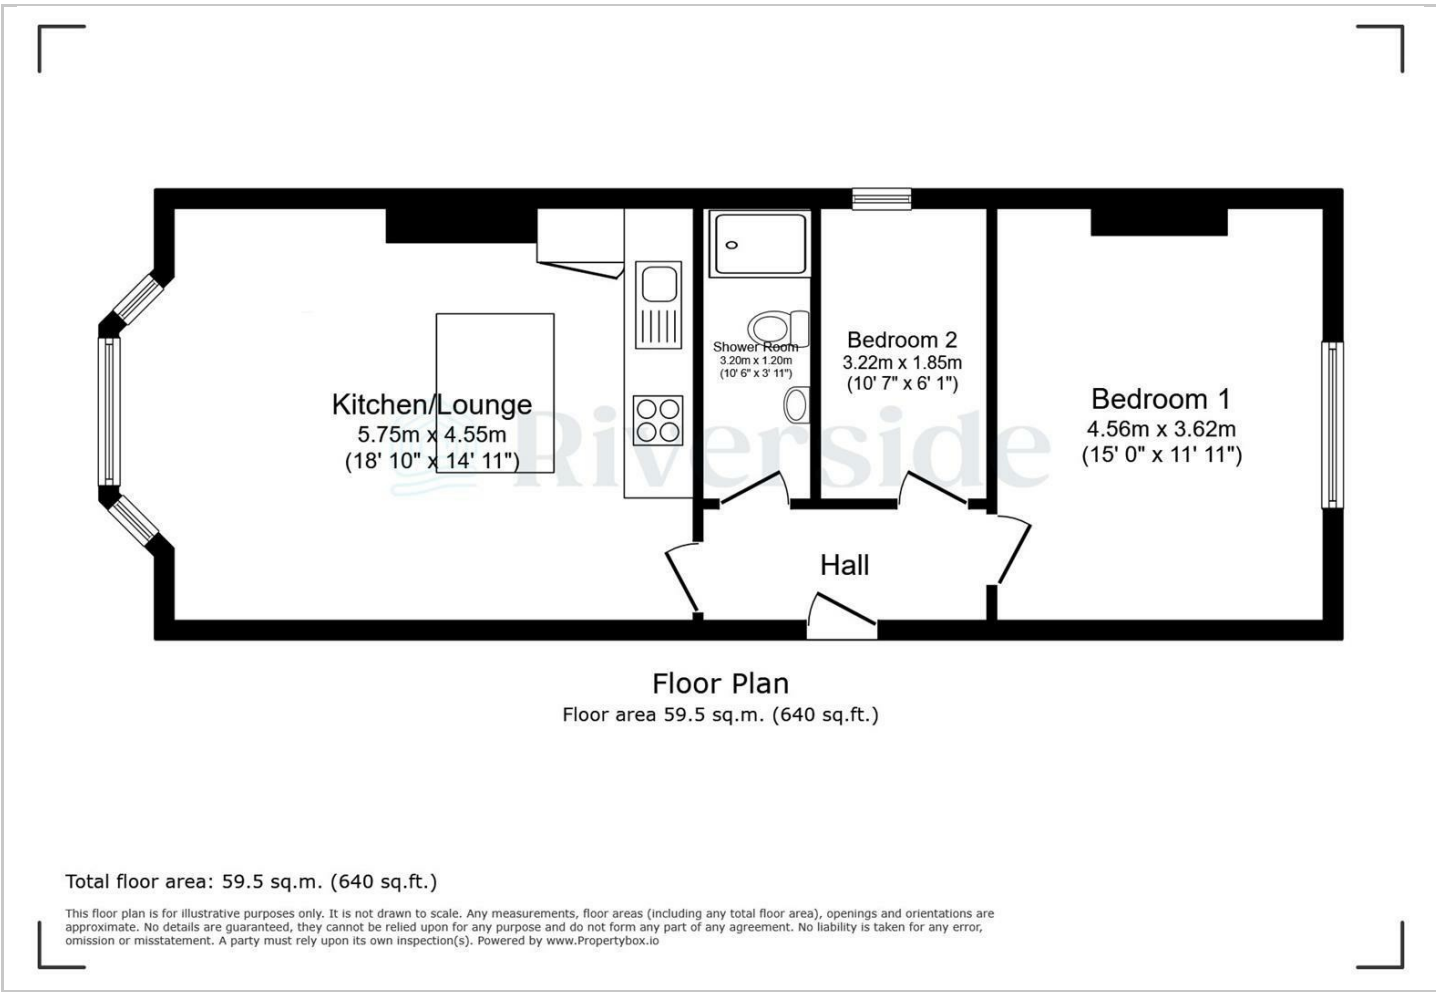 Kitchen/Lounge
5.75m x 4.55m
(18' 10" x 14' 11")
Shower Room
3.20m x 1.20m
(10' 6" x 3' 11")
Bedroom 2
3.22m x 1.85m
(10' 7" x 6' 1")
Bedroom 1
4.56m x 3.62m
(15' 0" x 11' 11")
Riverside
Hall
Floor Plan
Floor area 59.5 sq.m. (640 sq.ft.)
Total floor area: 59.5 sq.m. (640 sq.ft.)
This floor plan is for illustrative purposes only. It is not drawn to scale. Any measurements, floor areas (including any total floor area), openings and orientations are
approximate. No details are guaranteed, they cannot be relied upon for any purpose and do not form any part of any agreement. No liability is taken for any error,
omission or misstatement. A party must rely upon its own inspection(s). Powered by www.Propertybox.io